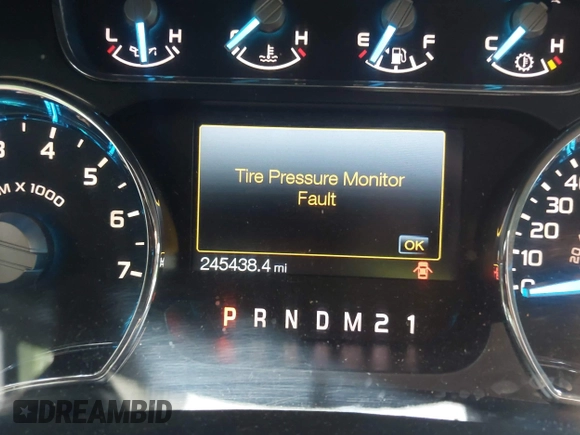 L H C H E F C H
3 4 5 6 7
M X 1000
Tire Pressure Monitor
Fault
OK
245438.4 mi
P R N D M 2 1
40
30
20
10
DREAMBID